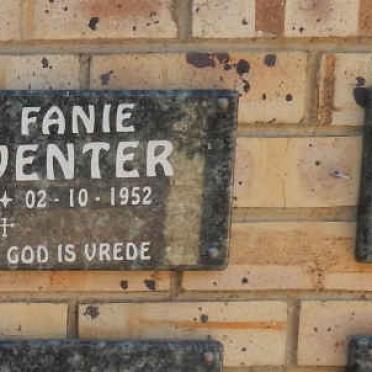 FANIE
VENTER
02 - 10 - 1952
GOD IS VREDE